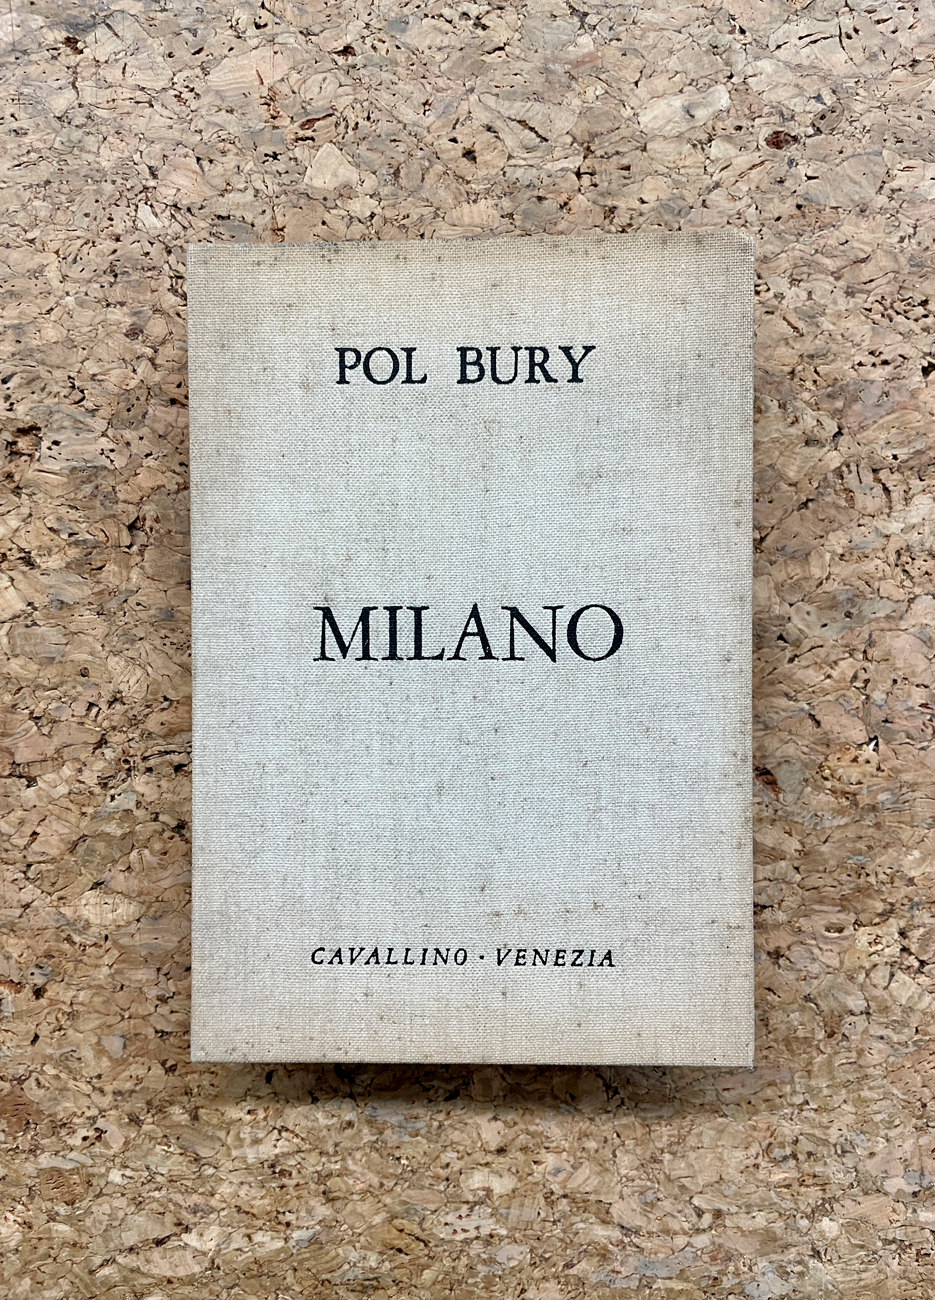 POL BURY
MILANO
CAVALLINO · VENEZIA